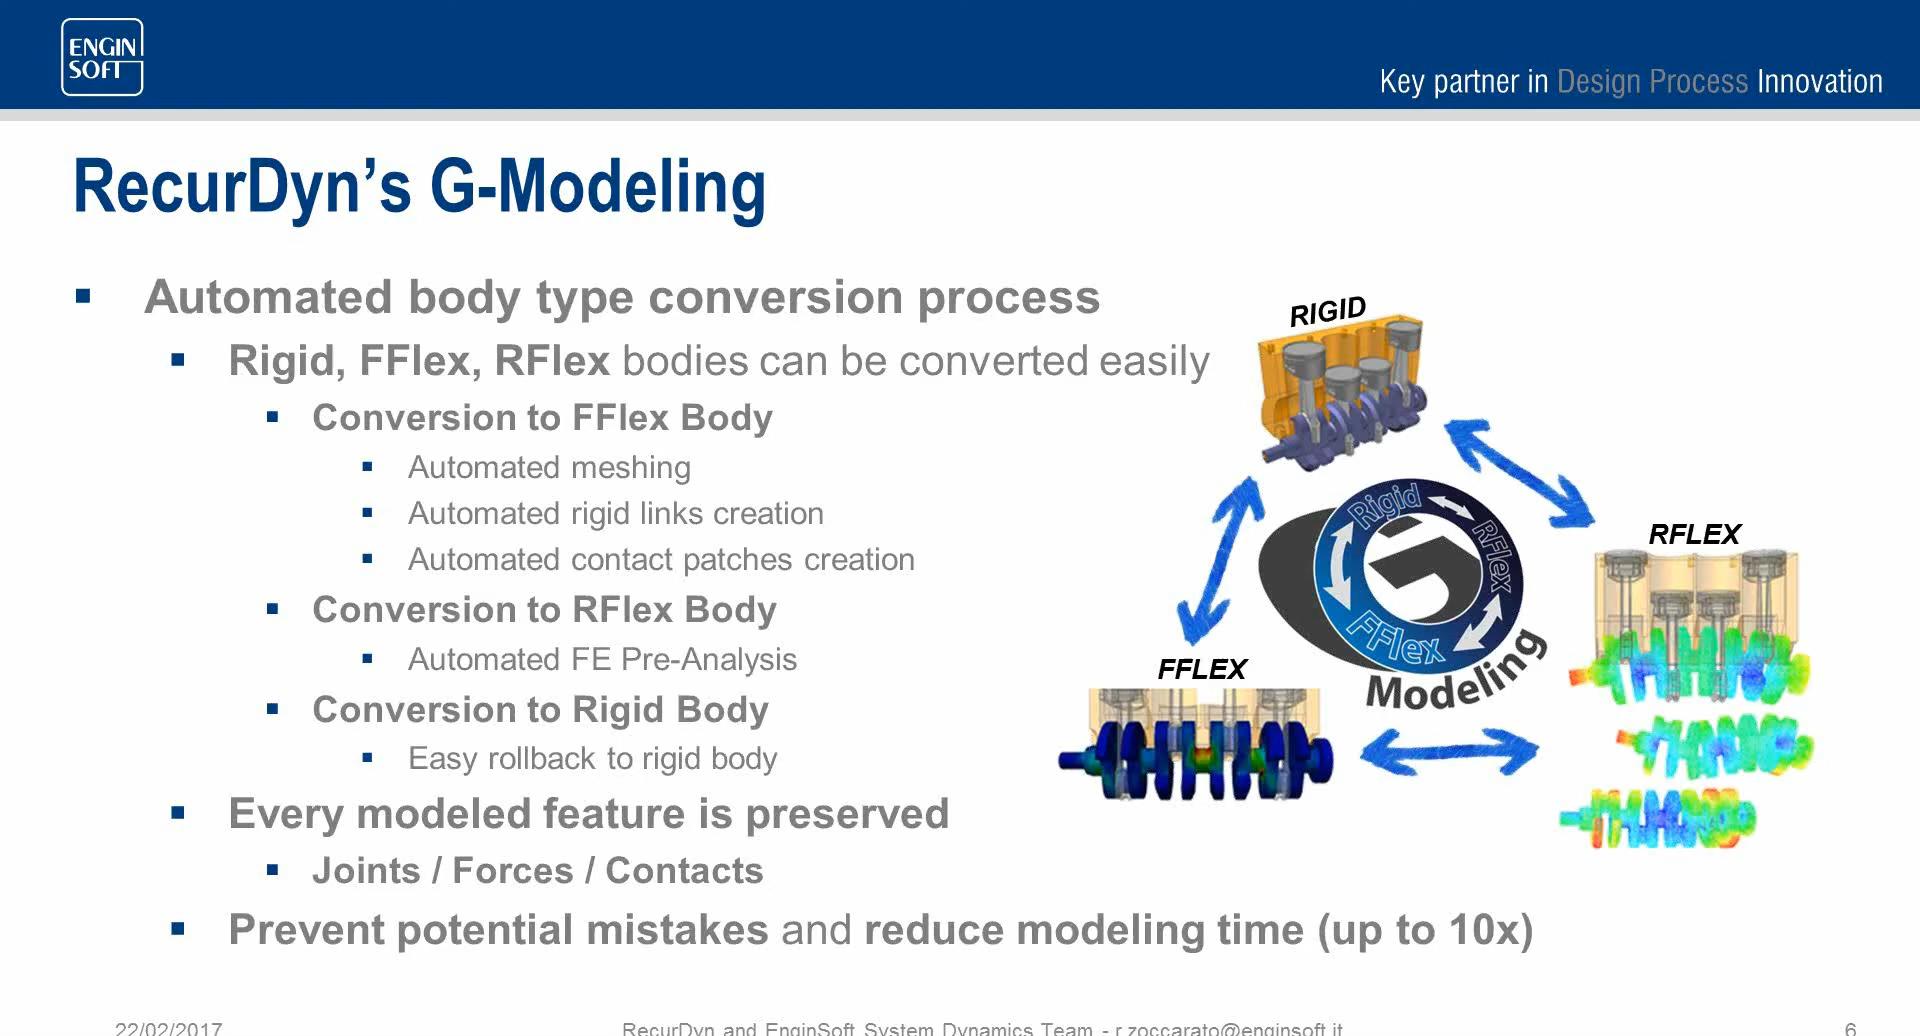 ENGIN
SOFT
Key partner in Design Process Innovation
RecurDyn’s G-Modeling
Automated body type conversion process
Rigid, FFlex, RFlex bodies can be converted easily
Conversion to FFlex Body
Automated meshing
Automated rigid links creation
Automated contact patches creation
Conversion to RFlex Body
Automated FE Pre-Analysis
Conversion to Rigid Body
Easy rollback to rigid body
Every modeled feature is preserved
Joints / Forces / Contacts
Prevent potential mistakes and reduce modeling time (up to 10x)
RIGID
RFLEX
FFLEX
Rigid
RFlex
FFlex
G
Modeling
22/02/2017
RecurDyn and EnginSoft System Dynamics Team - r.zoccarato@enginsoft.it
6